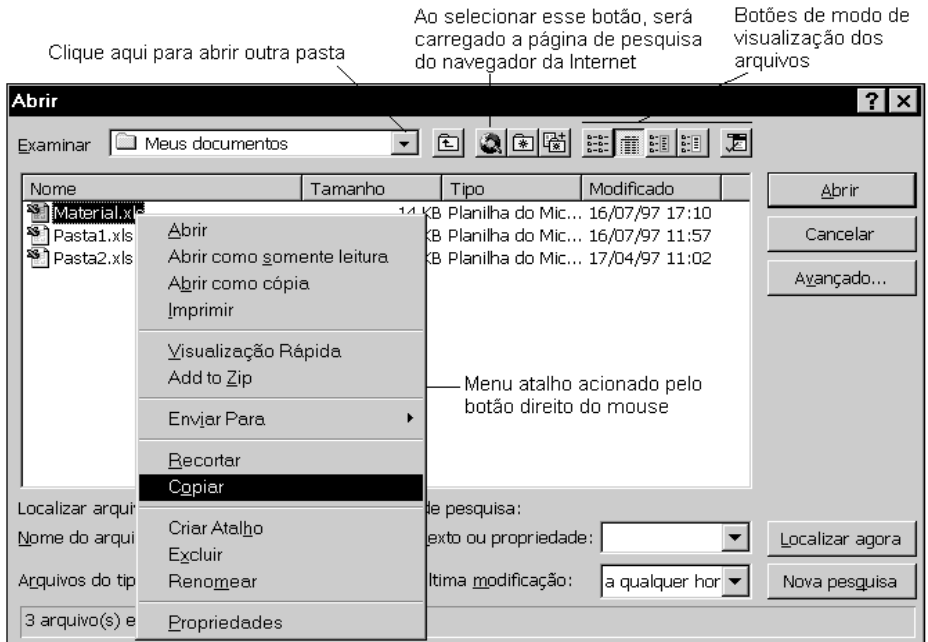 Clique aqui para abrir outra pasta
Ao selecionar esse botão, será
carregado a página de pesquisa
do navegador da Internet
Botões de modo de
visualização dos
arquivos
Abrir
Examinar Meus documentos
Nome Tamanho Tipo Modificado
Material.xls 14 KB Planilha do Mic... 16/07/97 17:10
Pasta1.xls KB Planilha do Mic... 16/07/97 11:57
Pasta2.xls KB Planilha do Mic... 17/04/97 11:02
Abrir
Cancelar
Avançado...
Abrir
Abrir como somente leitura
Abrir como cópia
Imprimir
Visualização Rápida
Add to Zip
Enviar Para
Recortar
Copiar
Criar Atalho
Excluir
Renomear
Propriedades
Menu atalho acionado pelo
botão direito do mouse
Localizar arqui de pesquisa:
Nome do arqui exto ou propriedade: Localizar agora
Arquivos do tip ltima modificação: a qualquer hor Nova pesquisa
3 arquivo(s) e